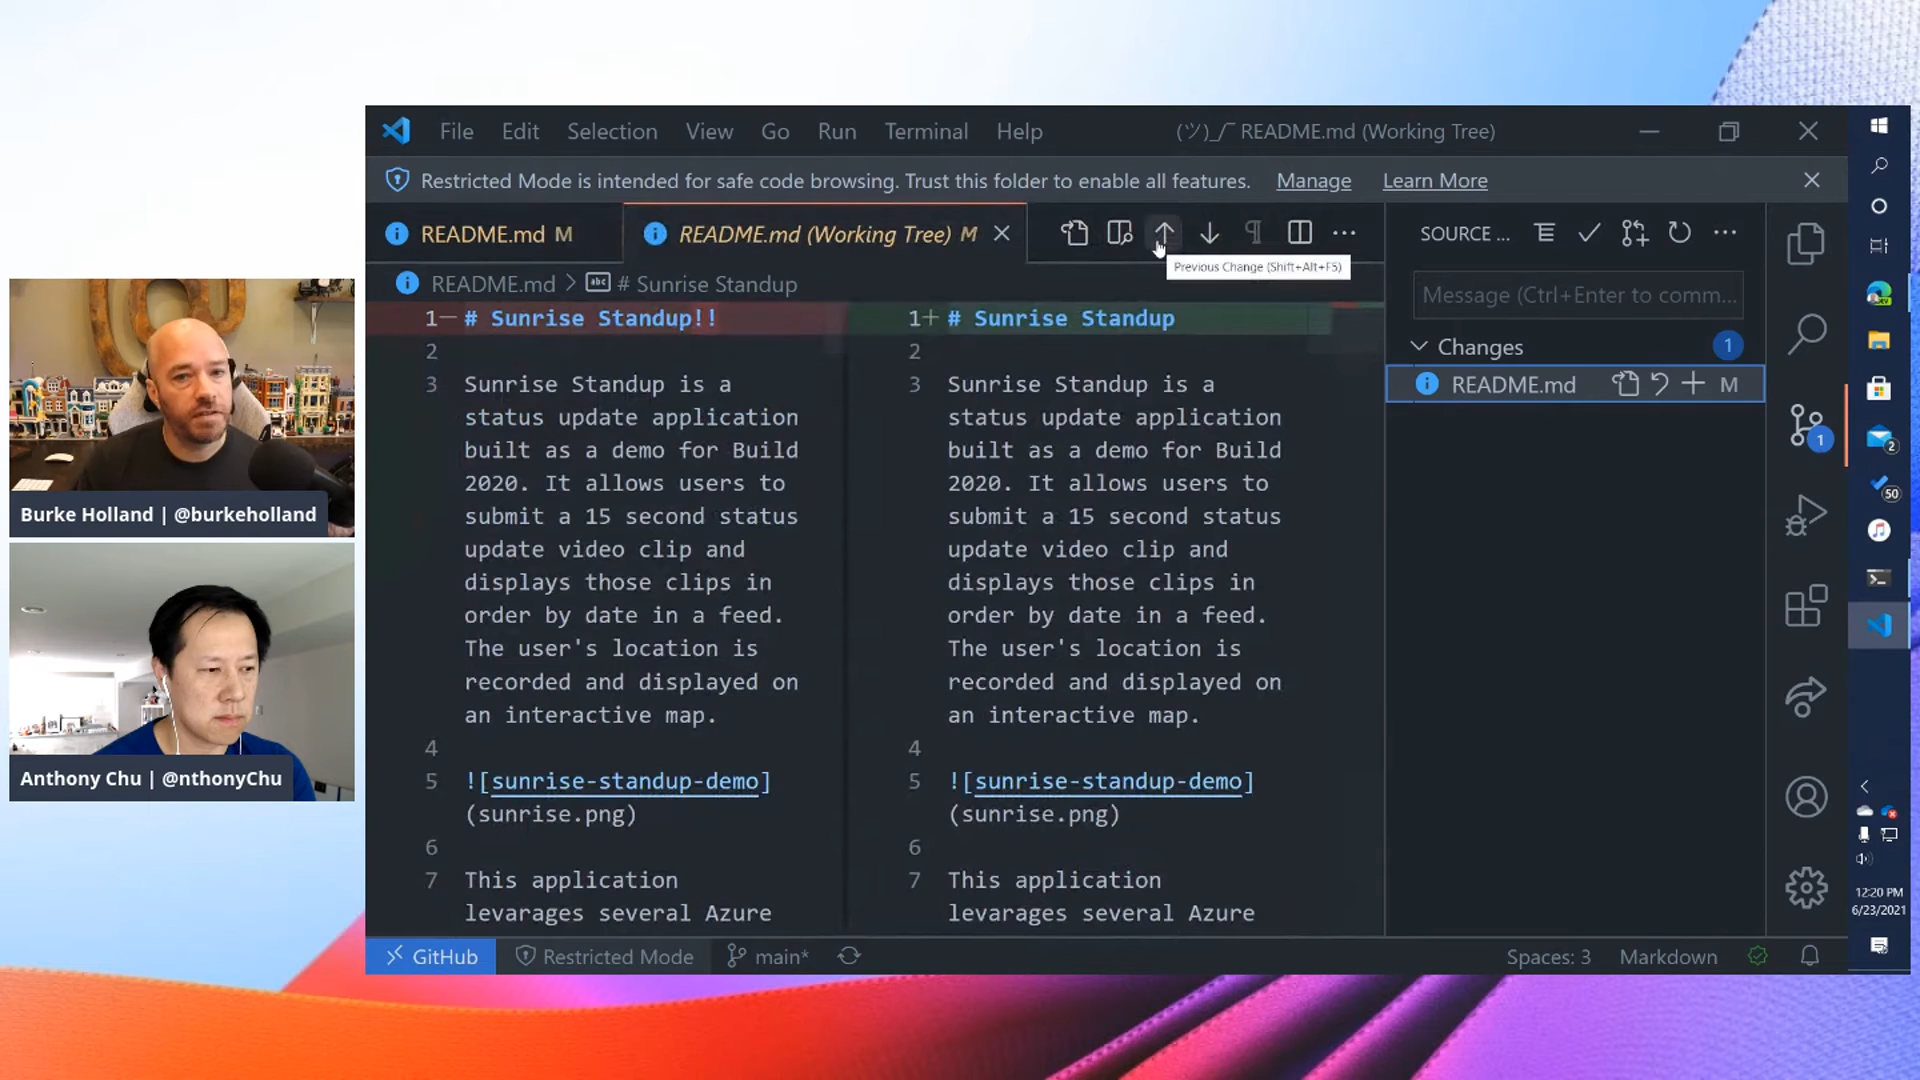 File Edit Selection View Go Run Terminal Help (ツ)_/¯ README.md (Working Tree)
Restricted Mode is intended for safe code browsing. Trust this folder to enable all features. Manage Learn More
README.md M README.md (Working Tree) M
Previous Change (Shift+Alt+F5)
README.md > # Sunrise Standup
1— # Sunrise Standup!!
2
3 Sunrise Standup is a
status update application
built as a demo for Build
2020. It allows users to
submit a 15 second status
update video clip and
displays those clips in
order by date in a feed.
The user's location is
recorded and displayed on
an interactive map.
4
5 ![sunrise-standup-demo]
(sunrise.png)
6
7 This application
levarages several Azure
1+ # Sunrise Standup
2
3 Sunrise Standup is a
status update application
built as a demo for Build
2020. It allows users to
submit a 15 second status
update video clip and
displays those clips in
order by date in a feed.
The user's location is
recorded and displayed on
an interactive map.
4
5 ![sunrise-standup-demo]
(sunrise.png)
6
7 This application
levarages several Azure
SOURCE ...
Message (Ctrl+Enter to comm...
Changes 1
README.md M
1
2
50
12:20 PM
6/23/2021
GitHub Restricted Mode main* Spaces: 3 Markdown
Burke Holland | @burkeholland
Anthony Chu | @nthonyChu